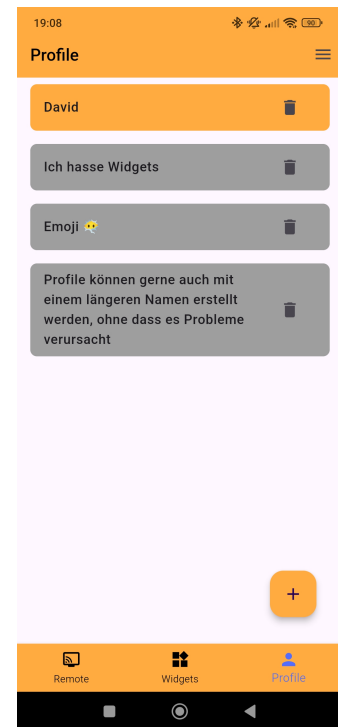 19:08
90
Profile
David
Ich hasse Widgets
Emoji 😶‍🌫️
Profile können gerne auch mit
einem längeren Namen erstellt
werden, ohne dass es Probleme
verursacht
+
Remote
Widgets
Profile